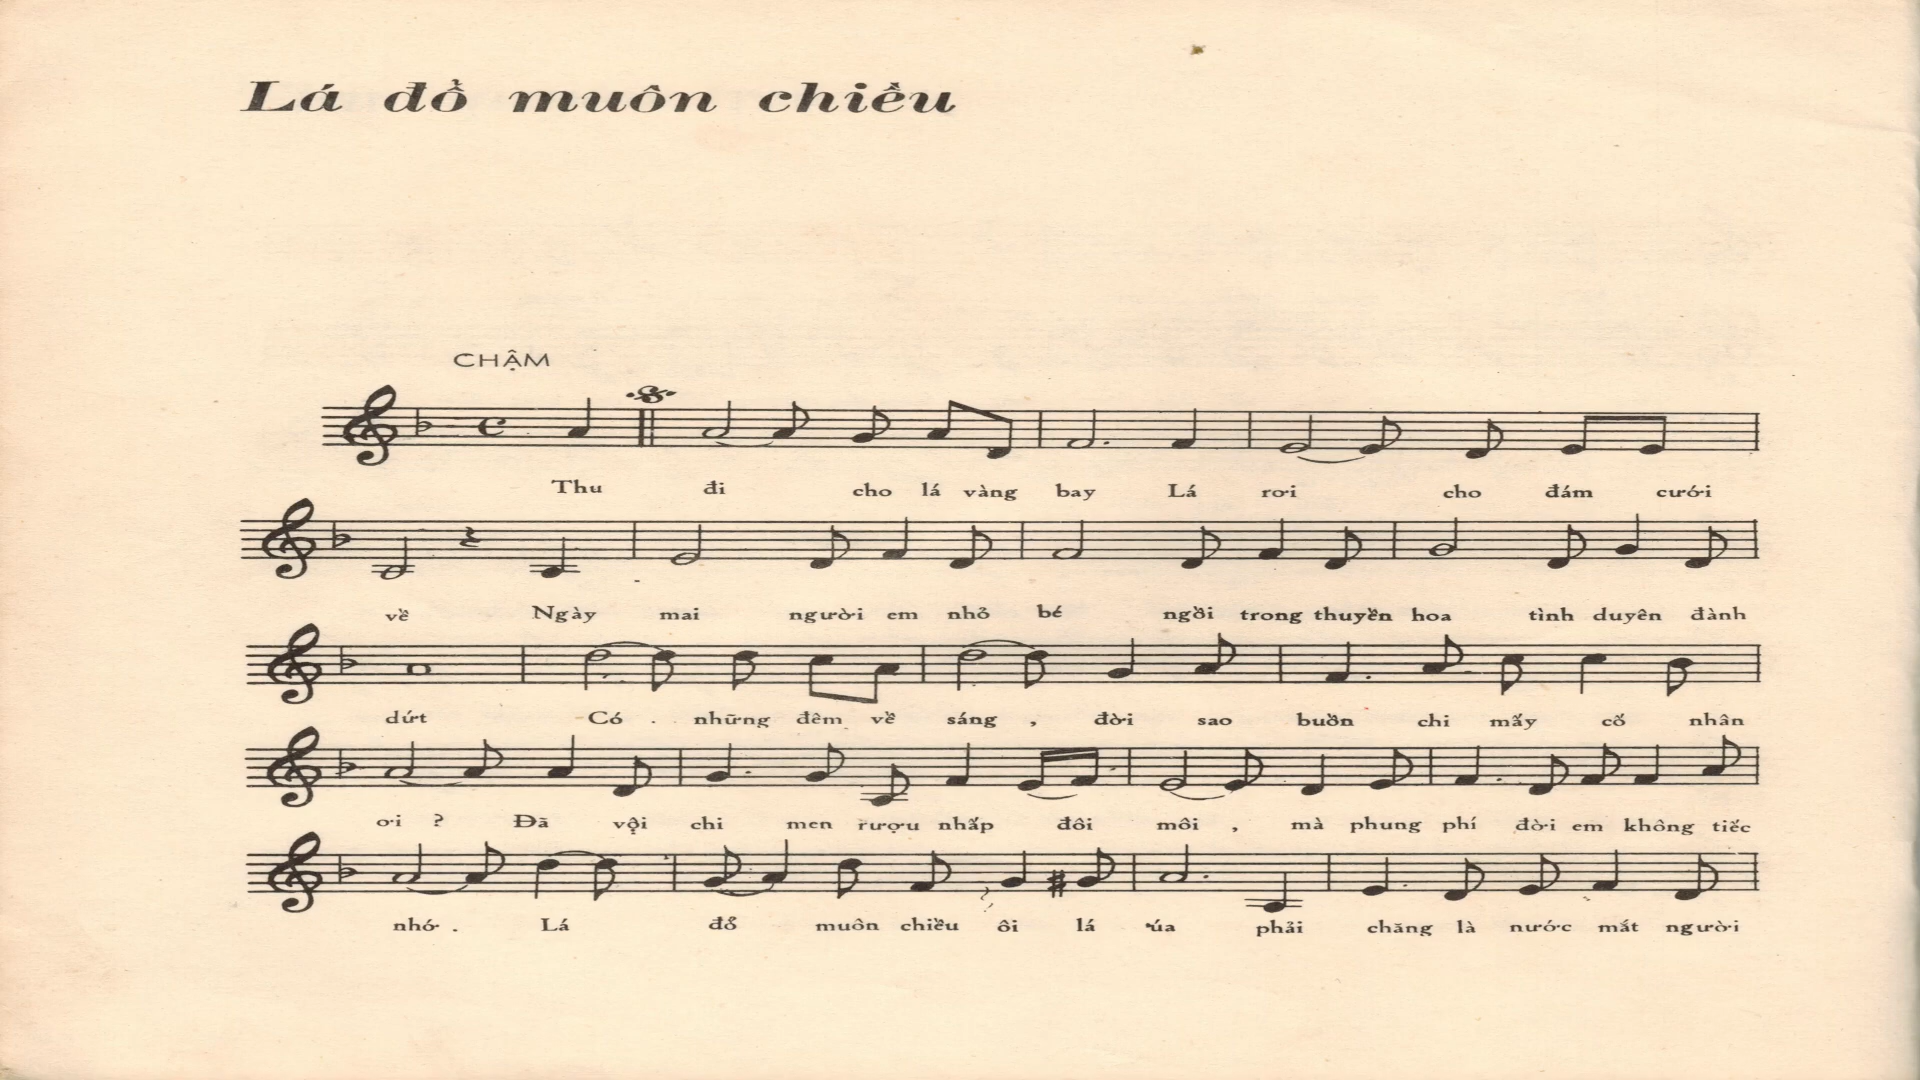 Lá đổ muôn chiều
CHẬM
Thu đi cho lá vàng bay Lá rơi cho đám cưới
về Ngày mai người em nhỏ bé ngồi trong thuyền hoa tình duyên đành
dứt Có . những đêm về sáng , đời sao buồn chi mấy cố nhân
ơi ? Đã vội chi men rượu nhấp đôi môi , mà phung phí đời em không tiếc
nhớ . Lá đổ muôn chiều ôi lá úa phải chăng là nước mắt người